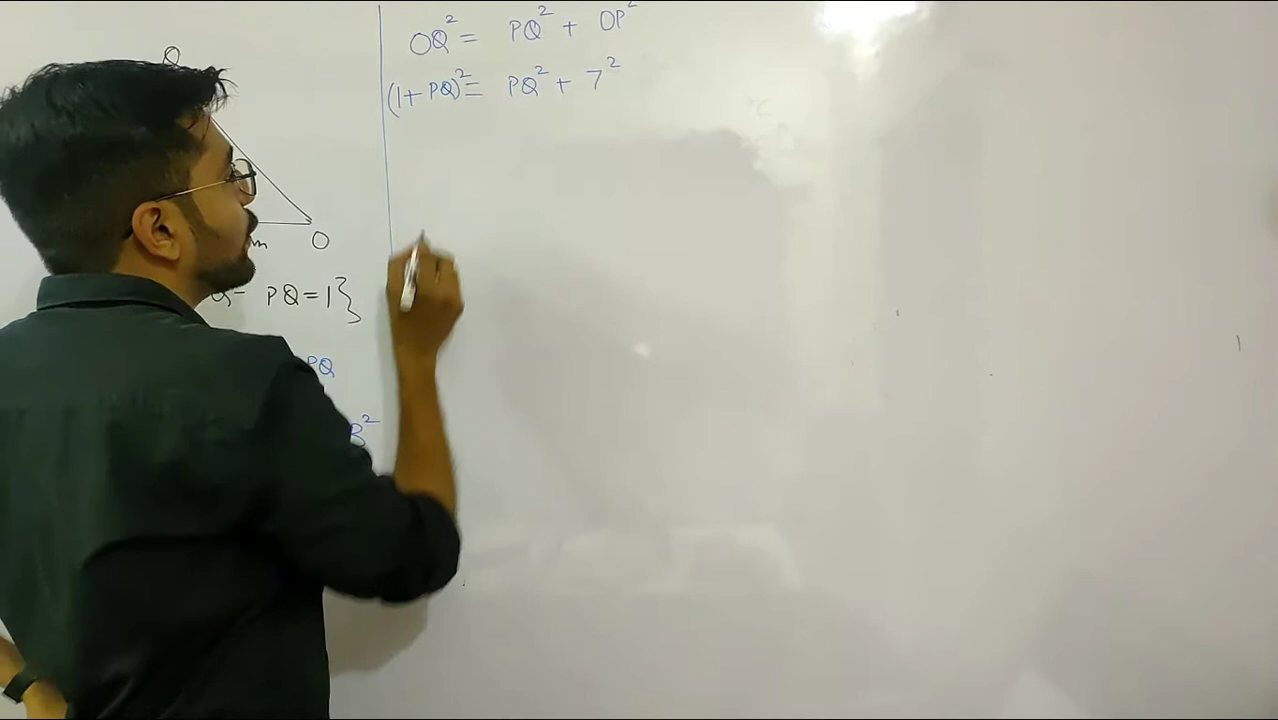 Q
m
O
Q- PQ=1}
PQ
B²
OQ² = PQ² + OP²
(1+PQ)² = PQ² + 7²